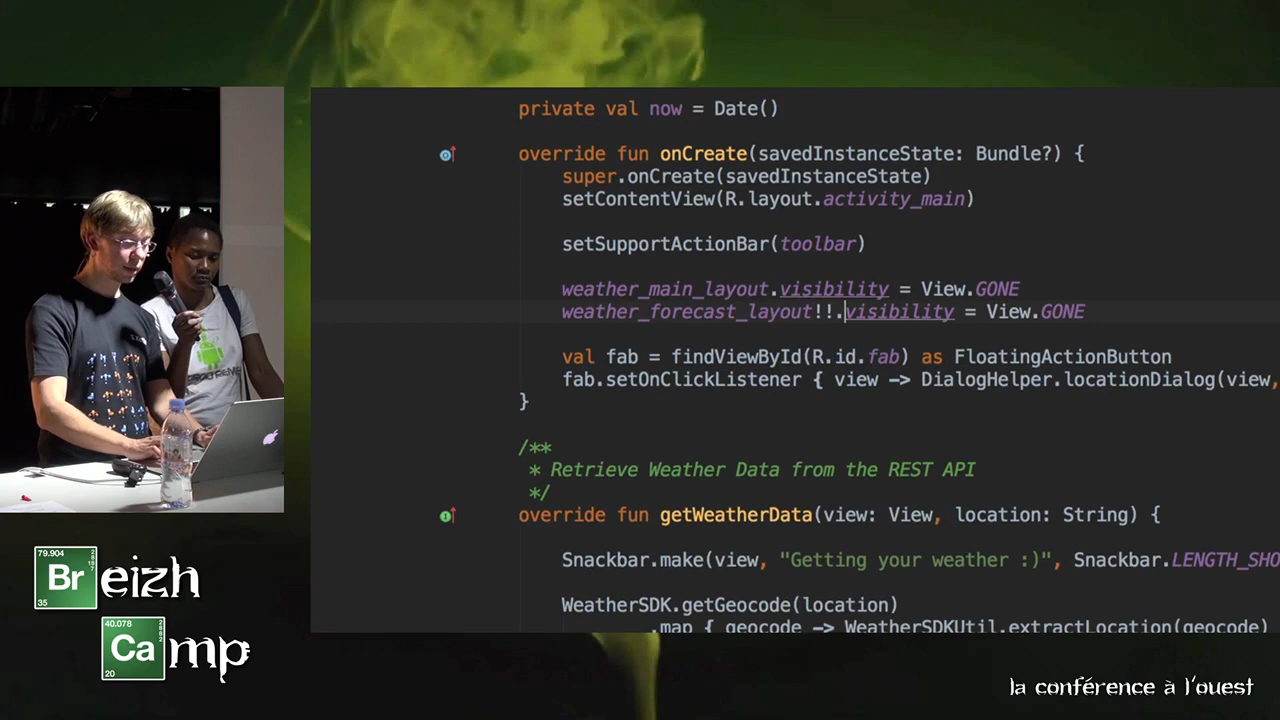 private val now = Date()
override fun onCreate(savedInstanceState: Bundle?) {
super.onCreate(savedInstanceState)
setContentView(R.layout.activity_main)
setSupportActionBar(toolbar)
weather_main_layout.visibility = View.GONE
weather_forecast_layout!!.visibility = View.GONE
val fab = findViewById(R.id.fab) as FloatingActionButton
fab.setOnClickListener { view -> DialogHelper.locationDialog(view,
}
/**
* Retrieve Weather Data from the REST API
*/
override fun getWeatherData(view: View, location: String) {
Snackbar.make(view, "Getting your weather :)", Snackbar.LENGTH_SHO
WeatherSDK.getGeocode(location)
.map { geocode -> WeatherSDKUtil.extractLocation(geocode)
79.904
Breizh
35
40.078
Camp
20
la conférence à l'ouest